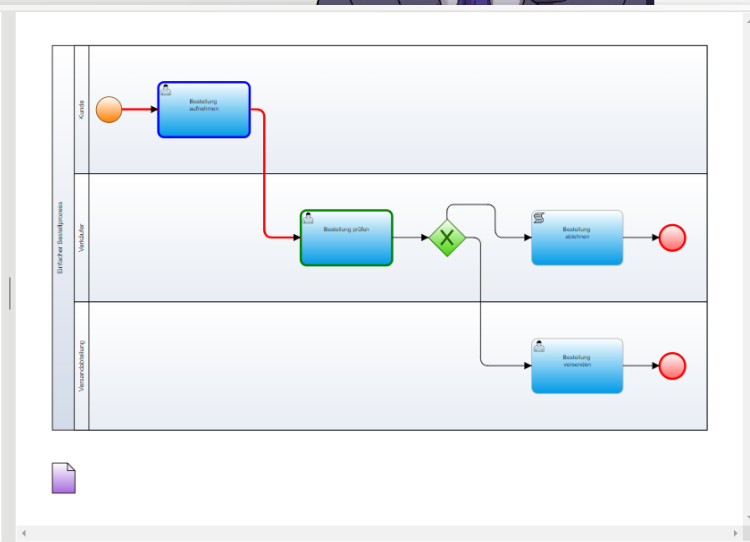 Einfacher Bestellprozess
Kunde
Bestellung
aufnehmen
Verkäufer
Bestellung prüfen
X
Bestellung
ablehnen
Versandabteilung
Bestellung
versenden